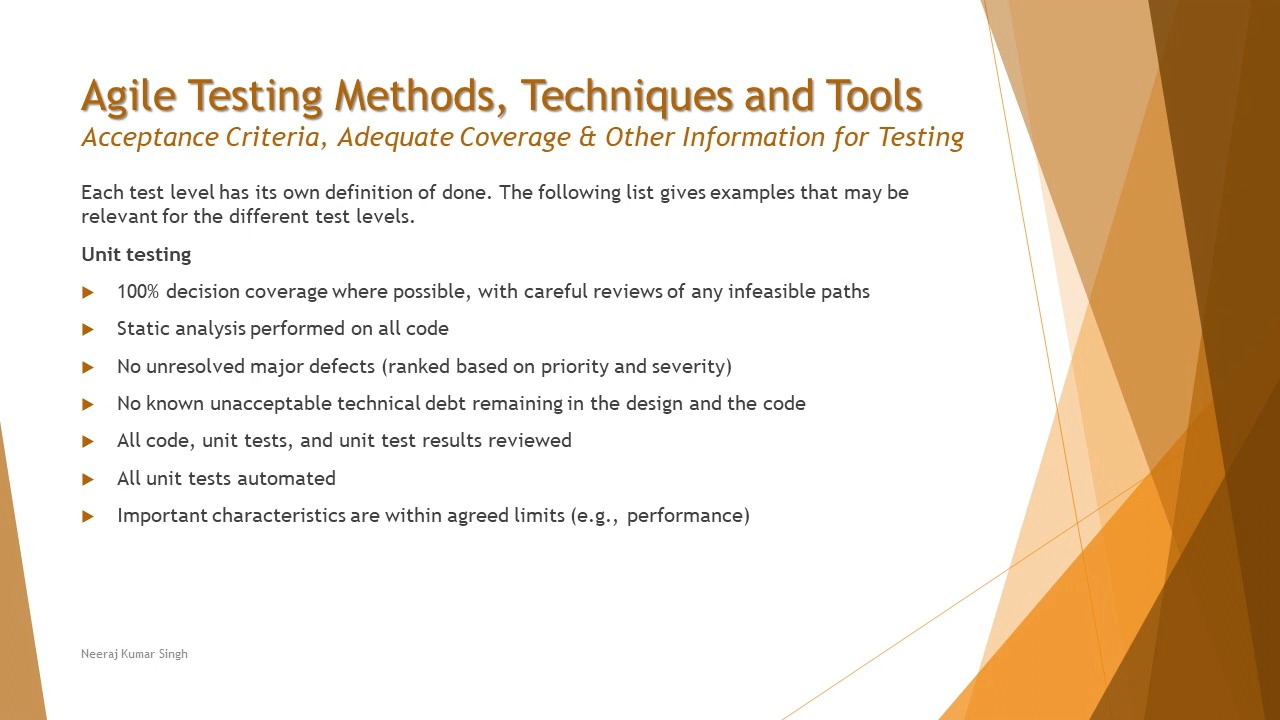 Agile Testing Methods, Techniques and Tools
Acceptance Criteria, Adequate Coverage & Other Information for Testing
Each test level has its own definition of done. The following list gives examples that may be
relevant for the different test levels.
Unit testing
100% decision coverage where possible, with careful reviews of any infeasible paths
Static analysis performed on all code
No unresolved major defects (ranked based on priority and severity)
No known unacceptable technical debt remaining in the design and the code
All code, unit tests, and unit test results reviewed
All unit tests automated
Important characteristics are within agreed limits (e.g., performance)
Neeraj Kumar Singh